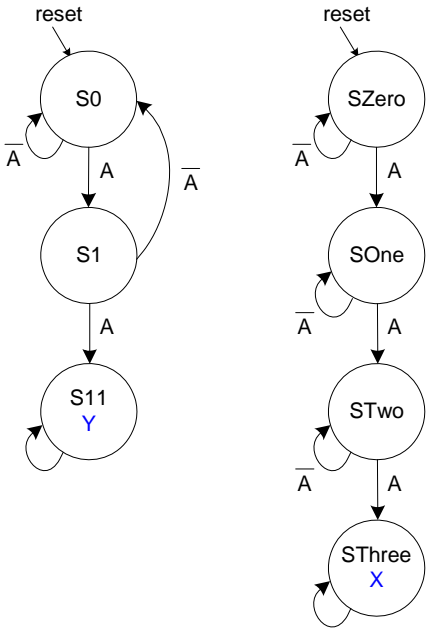 reset
S0
A̅
A
A̅
S1
A
S11
Y
reset
SZero
A̅
A
SOne
A̅
A
STwo
A̅
A
SThree
X